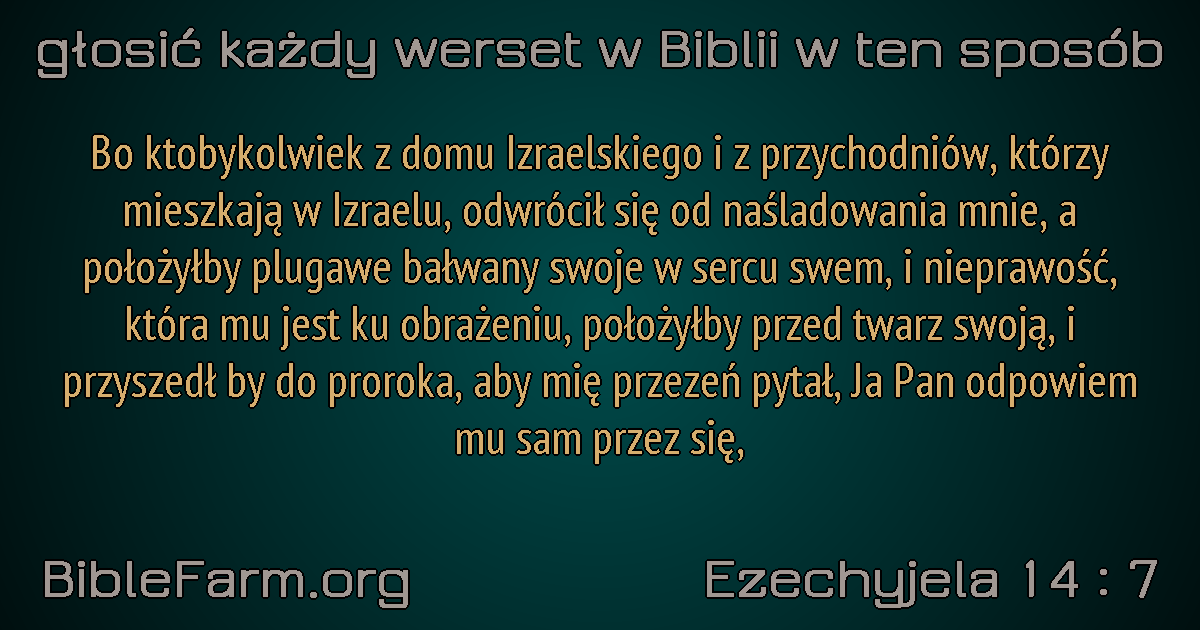 głosić każdy werset w Biblii w ten sposób
Bo ktobykolwiek z domu Izraelskiego i z przychodniów, którzy
mieszkają w Izraelu, odwrócił się od naśladowania mnie, a
położyłby plugawe bałwany swoje w sercu swem, i nieprawość,
która mu jest ku obrażeniu, położyłby przed twarz swoją, i
przyszedł by do proroka, aby mię przezeń pytał, Ja Pan odpowiem
mu sam przez się,
BibleFarm.org
Ezechyjela 14 : 7